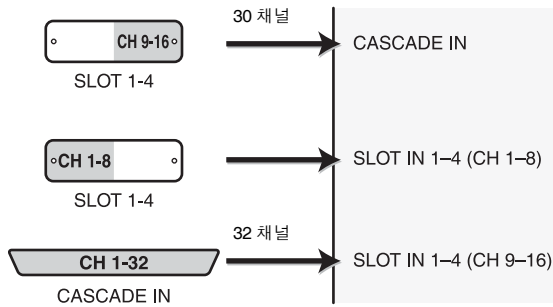 30 채널
CH 9-16
CASCADE IN
SLOT 1-4
CH 1-8
SLOT IN 1–4 (CH 1–8)
SLOT 1-4
32 채널
CH 1-32
SLOT IN 1–4 (CH 9–16)
CASCADE IN